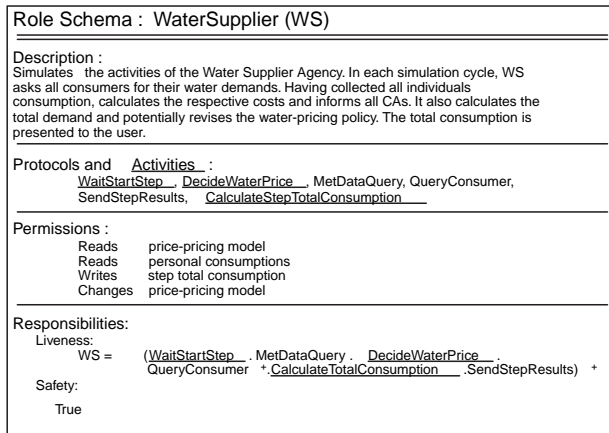 Role Schema : WaterSupplier (WS)
Description :
Simulates the activities of the Water Supplier Agency. In each simulation cycle, WS
asks all consumers for their water demands. Having collected all individuals
consumption, calculates the respective costs and informs all CAs. It also calculates the
total demand and potentially revises the water-pricing policy. The total consumption is
presented to the user.
Protocols and Activities :
WaitStartStep , DecideWaterPrice , MetDataQuery, QueryConsumer,
SendStepResults, CalculateStepTotalConsumption
Permissions :
Reads price-pricing model
Reads personal consumptions
Writes step total consumption
Changes price-pricing model
Responsibilities:
Liveness:
WS = (WaitStartStep . MetDataQuery . DecideWaterPrice .
QueryConsumer +.CalculateTotalConsumption .SendStepResults) +
Safety:
True